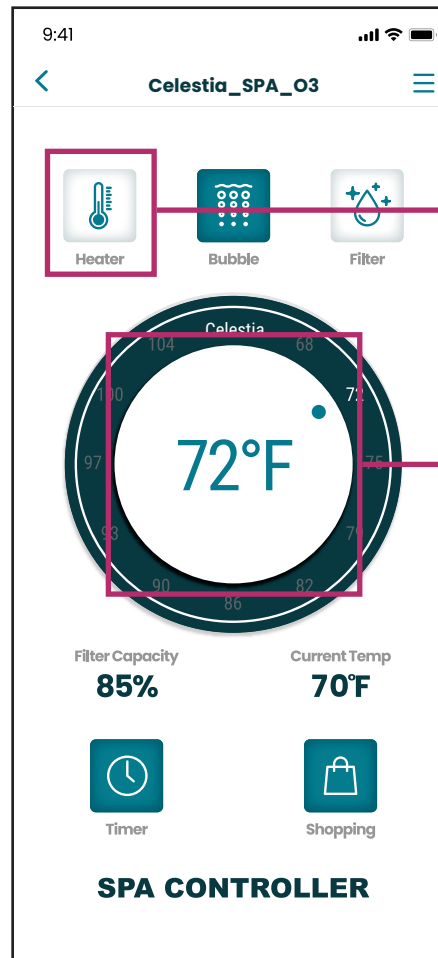 9:41
Celestia_SPA_O3
Heater
Bubble
Filter
Celestia
104
68
100
72
97
75
93
79
90
82
86
72°F
Filter Capacity
Current Temp
85%
70°F
Timer
Shopping
SPA CONTROLLER